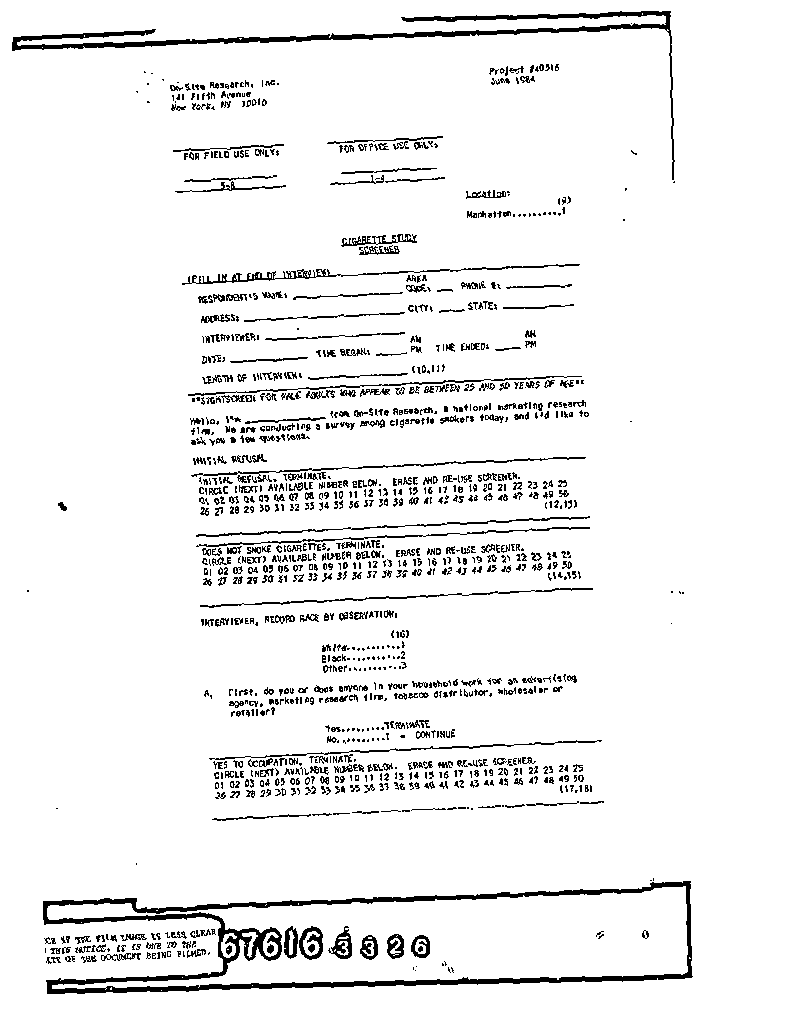 Project #40516
June 1984
On-Site Research, Inc.
141 Fifth Avenue
New York, NY 10010
FOR FIELD USE ONLY:
FOR OFFICE USE ONLY:
5-8
1-4
Location:
(9)
Manhattan..........1
CIGARETTE STUDY
SCREENER
(FILL IN AT END OF INTERVIEW)
RESPONDENT'S NAME: AREA CODE: PHONE #:
ADDRESS: CITY: STATE:
INTERVIEWER:
DATE: TIME BEGAN: AM PM TIME ENDED: AM PM
LENGTH OF INTERVIEW: (10,11)
**SIGHTSCREEN FOR MALE ADULTS WHO APPEAR TO BE BETWEEN 25 AND 50 YEARS OF AGE**
Hello, I'm ____________ from On-Site Research, a national marketing research
firm. We are conducting a survey among cigarette smokers today, and I'd like to
ask you a few questions.
INITIAL REFUSAL
INITIAL REFUSAL, TERMINATE.
CIRCLE (NEXT) AVAILABLE NUMBER BELOW. ERASE AND RE-USE SCREENER.
01 02 03 04 05 06 07 08 09 10 11 12 13 14 15 16 17 18 19 20 21 22 23 24 25
26 27 28 29 30 31 32 33 34 35 36 37 38 39 40 41 42 43 44 45 46 47 48 49 50
(12,13)
DOES NOT SMOKE CIGARETTES, TERMINATE.
CIRCLE (NEXT) AVAILABLE NUMBER BELOW. ERASE AND RE-USE SCREENER.
01 02 03 04 05 06 07 08 09 10 11 12 13 14 15 16 17 18 19 20 21 22 23 24 25
26 27 28 29 30 31 32 33 34 35 36 37 38 39 40 41 42 43 44 45 46 47 48 49 50
(14,15)
INTERVIEWER, RECORD RACE BY OBSERVATION:
(16)
White...........1
Black...........2
Other...........3
A. First, do you or does anyone in your household work for an advertising
agency, marketing research firm, tobacco distributor, wholesaler or
retailer?
Yes.........TERMINATE
No..........1 - CONTINUE
YES TO OCCUPATION, TERMINATE.
CIRCLE (NEXT) AVAILABLE NUMBER BELOW. ERASE AND RE-USE SCREENER.
01 02 03 04 05 06 07 08 09 10 11 12 13 14 15 16 17 18 19 20 21 22 23 24 25
26 27 28 29 30 31 32 33 34 35 36 37 38 39 40 41 42 43 44 45 46 47 48 49 50
(17,18)
IF THE FILM IMAGE IS LESS CLEAR
THIS NOTICE, IT IS DUE TO THE
OF THE DOCUMENT BEING FILMED.
67616 3326